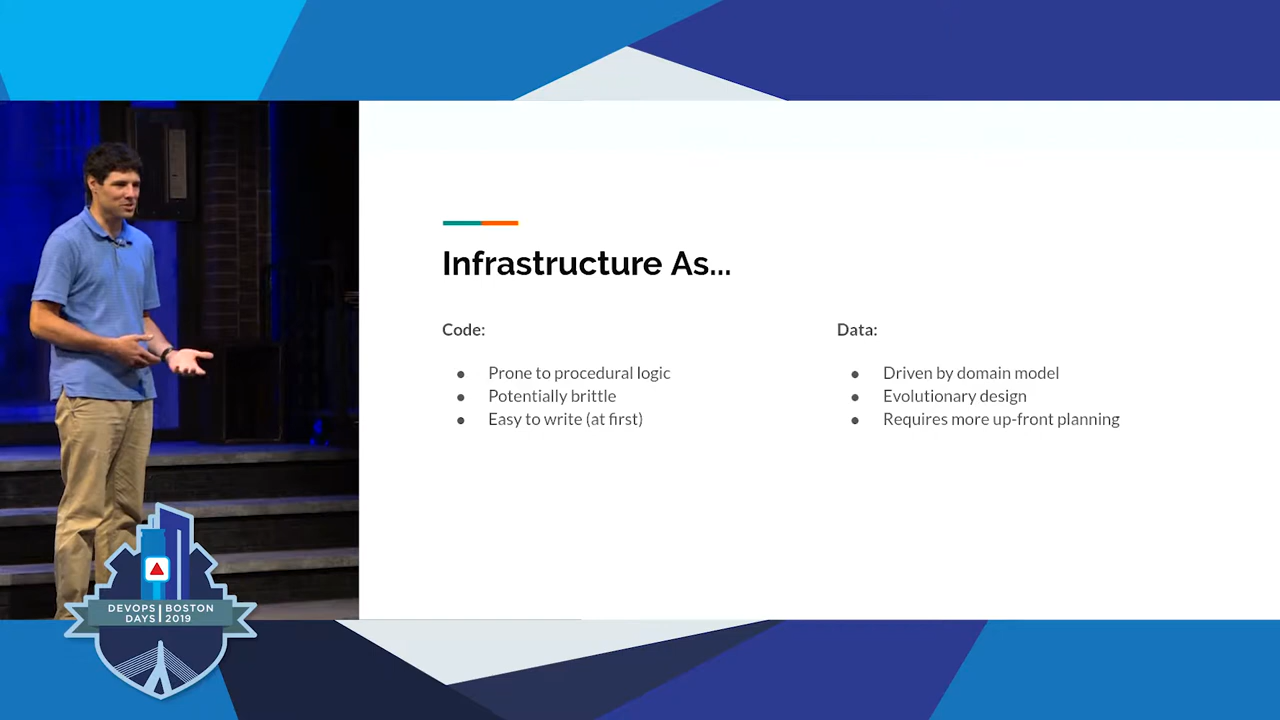 Infrastructure As...
Code:
● Prone to procedural logic
● Potentially brittle
● Easy to write (at first)
Data:
● Driven by domain model
● Evolutionary design
● Requires more up-front planning
DEVOPS BOSTON
DAYS 2019